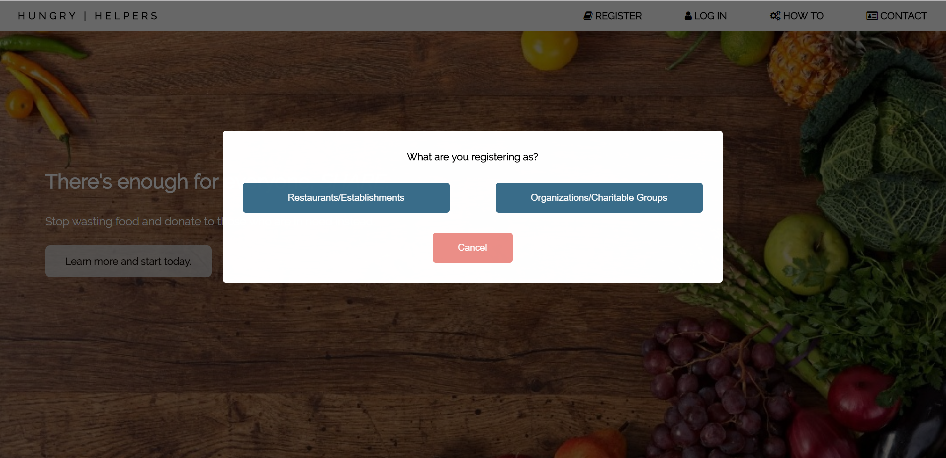 HUNGRY | HELPERS
REGISTER
LOG IN
HOW TO
CONTACT
What are you registering as?
Restaurants/Establishments
Organizations/Charitable Groups
Cancel
There's enough for
Stop wasting food and donate to th
Learn more and start today.